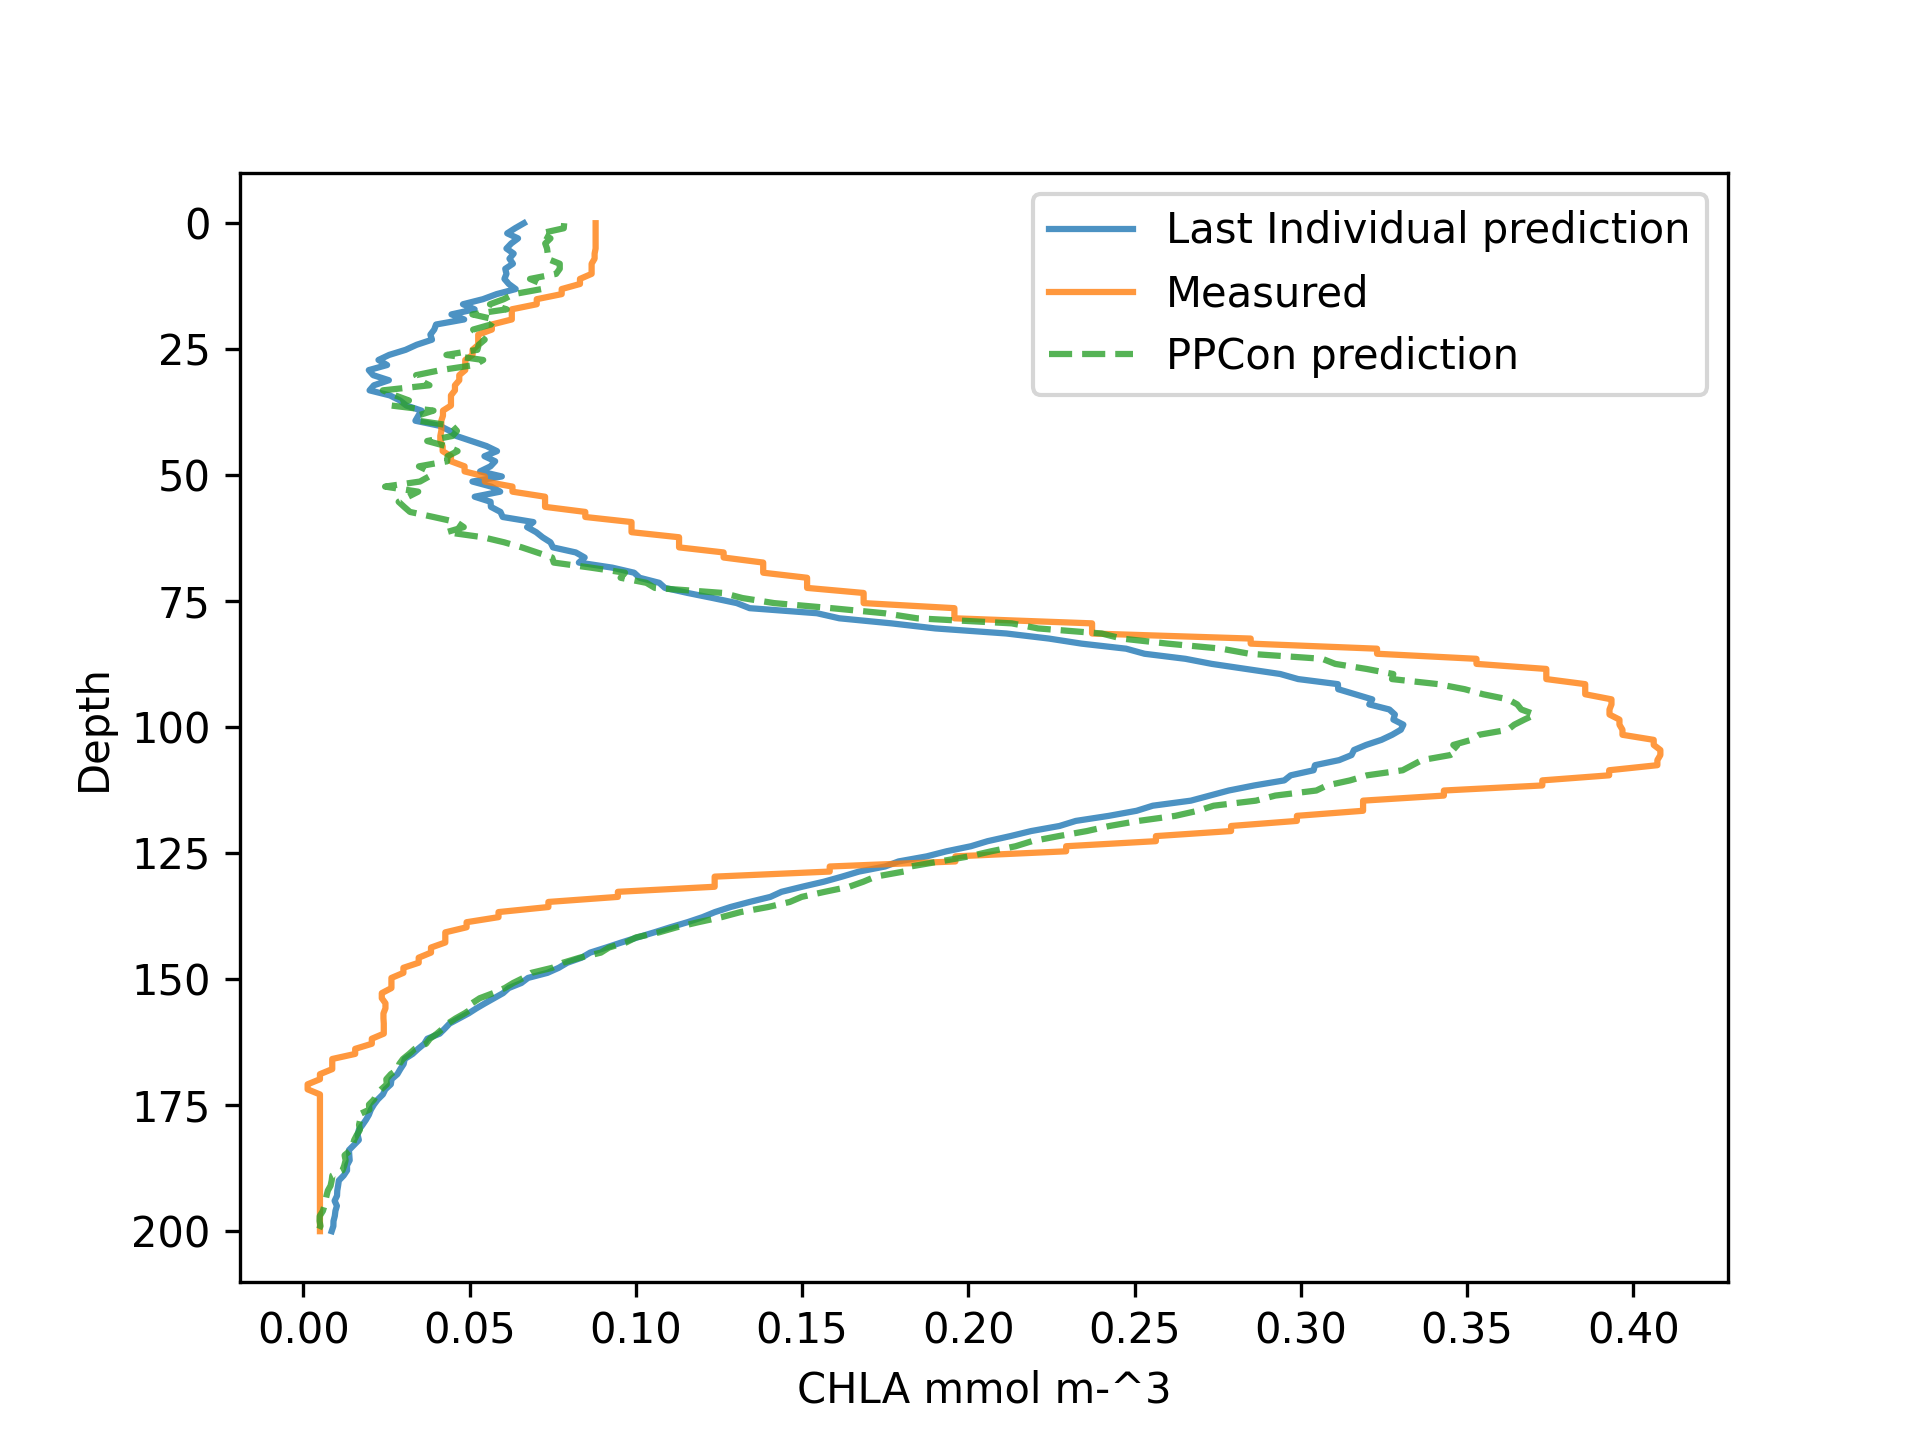 Last Individual prediction
Measured
PPCon prediction
0
25
50
75
100
125
150
175
200
Depth
0.00 0.05 0.10 0.15 0.20 0.25 0.30 0.35 0.40
CHLA mmol m-^3